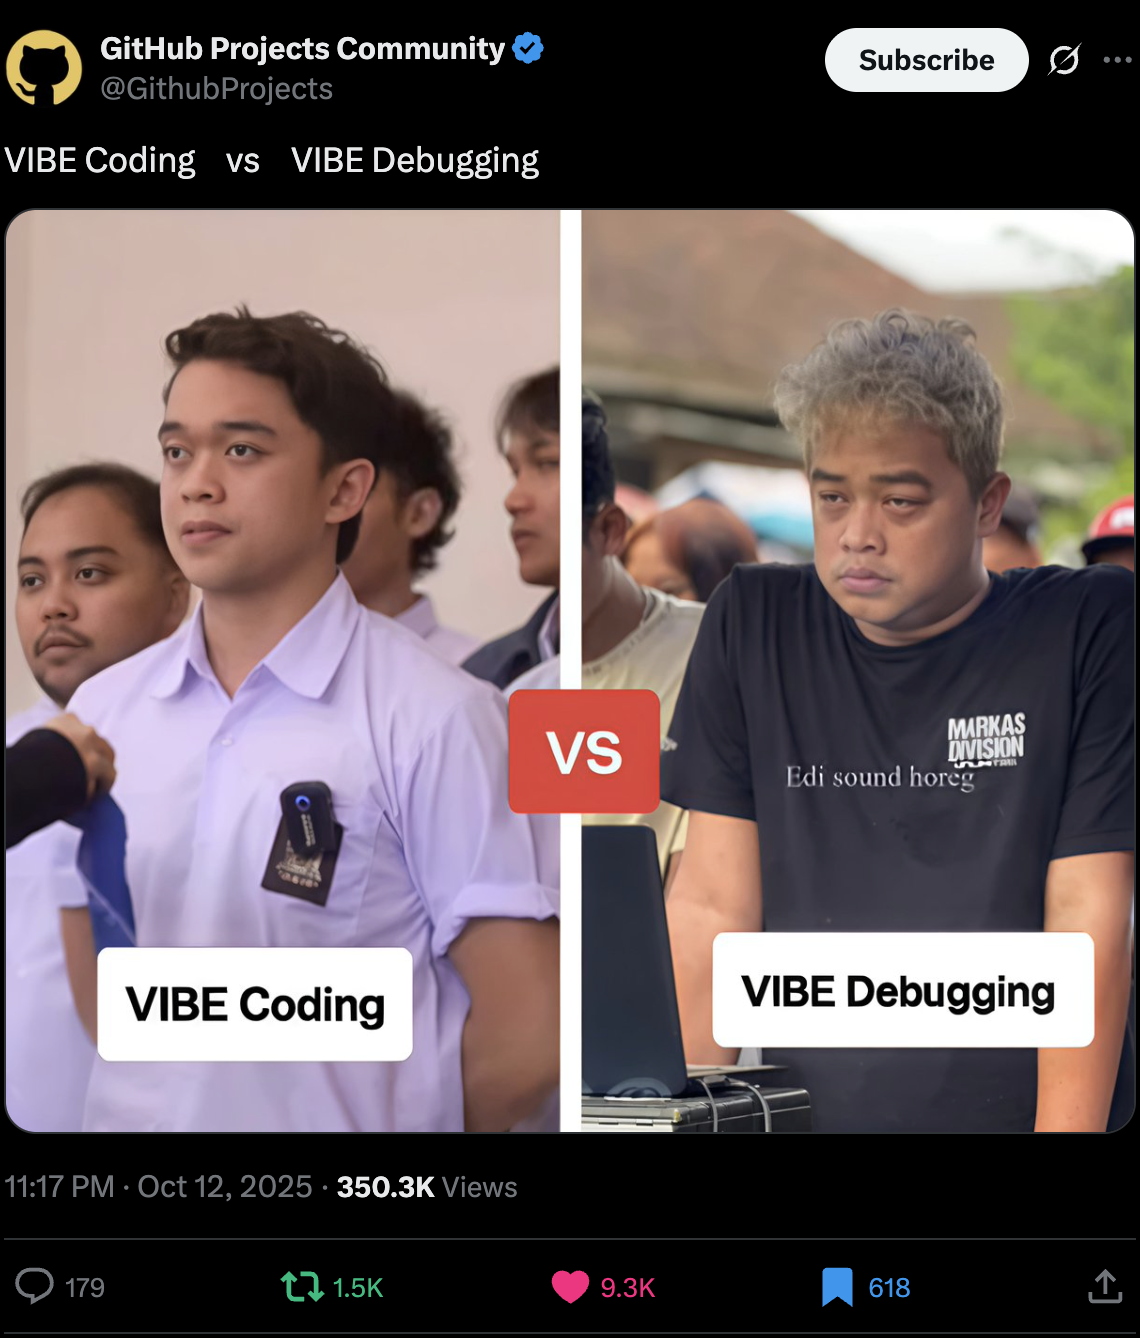 GitHub Projects Community
@GithubProjects
Subscribe
VIBE Coding vs VIBE Debugging
VS
MARKAS
DIVISION
Edi sound horeg
VIBE Coding
VIBE Debugging
11:17 PM · Oct 12, 2025 · 350.3K Views
179 1.5K 9.3K 618